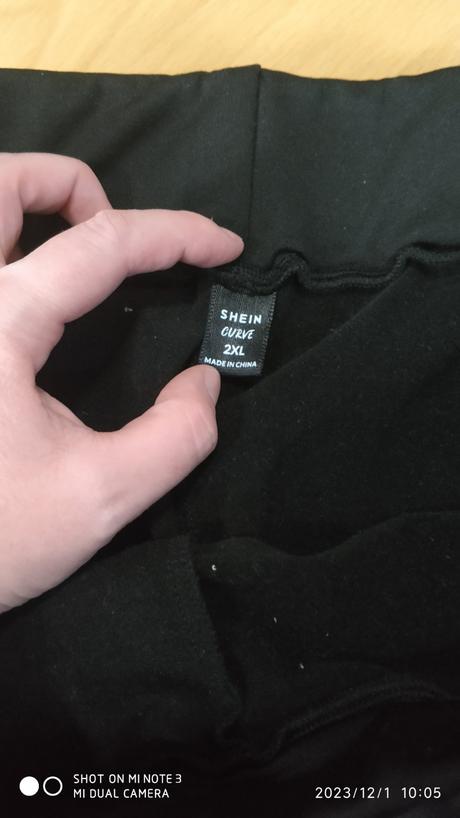 SHEIN
CURVE
2XL
MADE IN CHINA
SHOT ON MI NOTE 3
MI DUAL CAMERA
2023/12/1 10:05